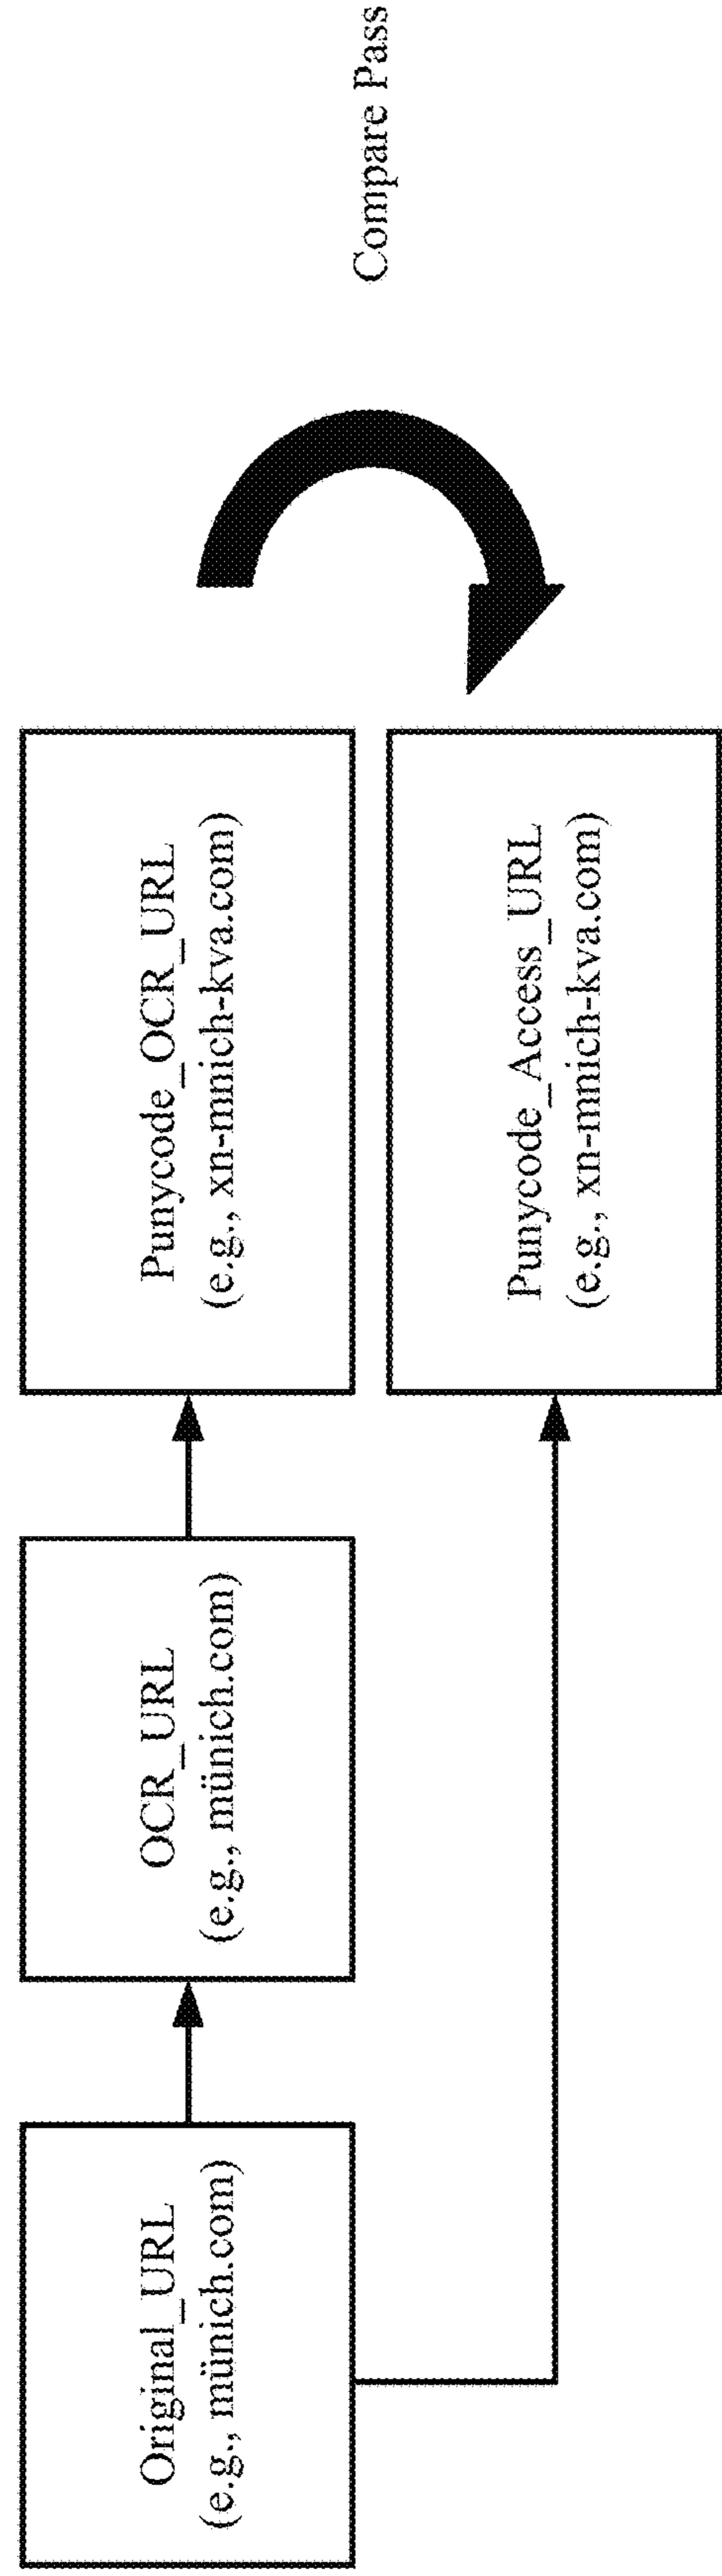 Original_URL
(e.g., münich.com)
OCR_URL
(e.g., münich.com)
Punycode_OCR_URL
(e.g., xn-mnich-kva.com)
Punycode_Access_URL
(e.g., xn-mnich-kva.com)
Compare Pass